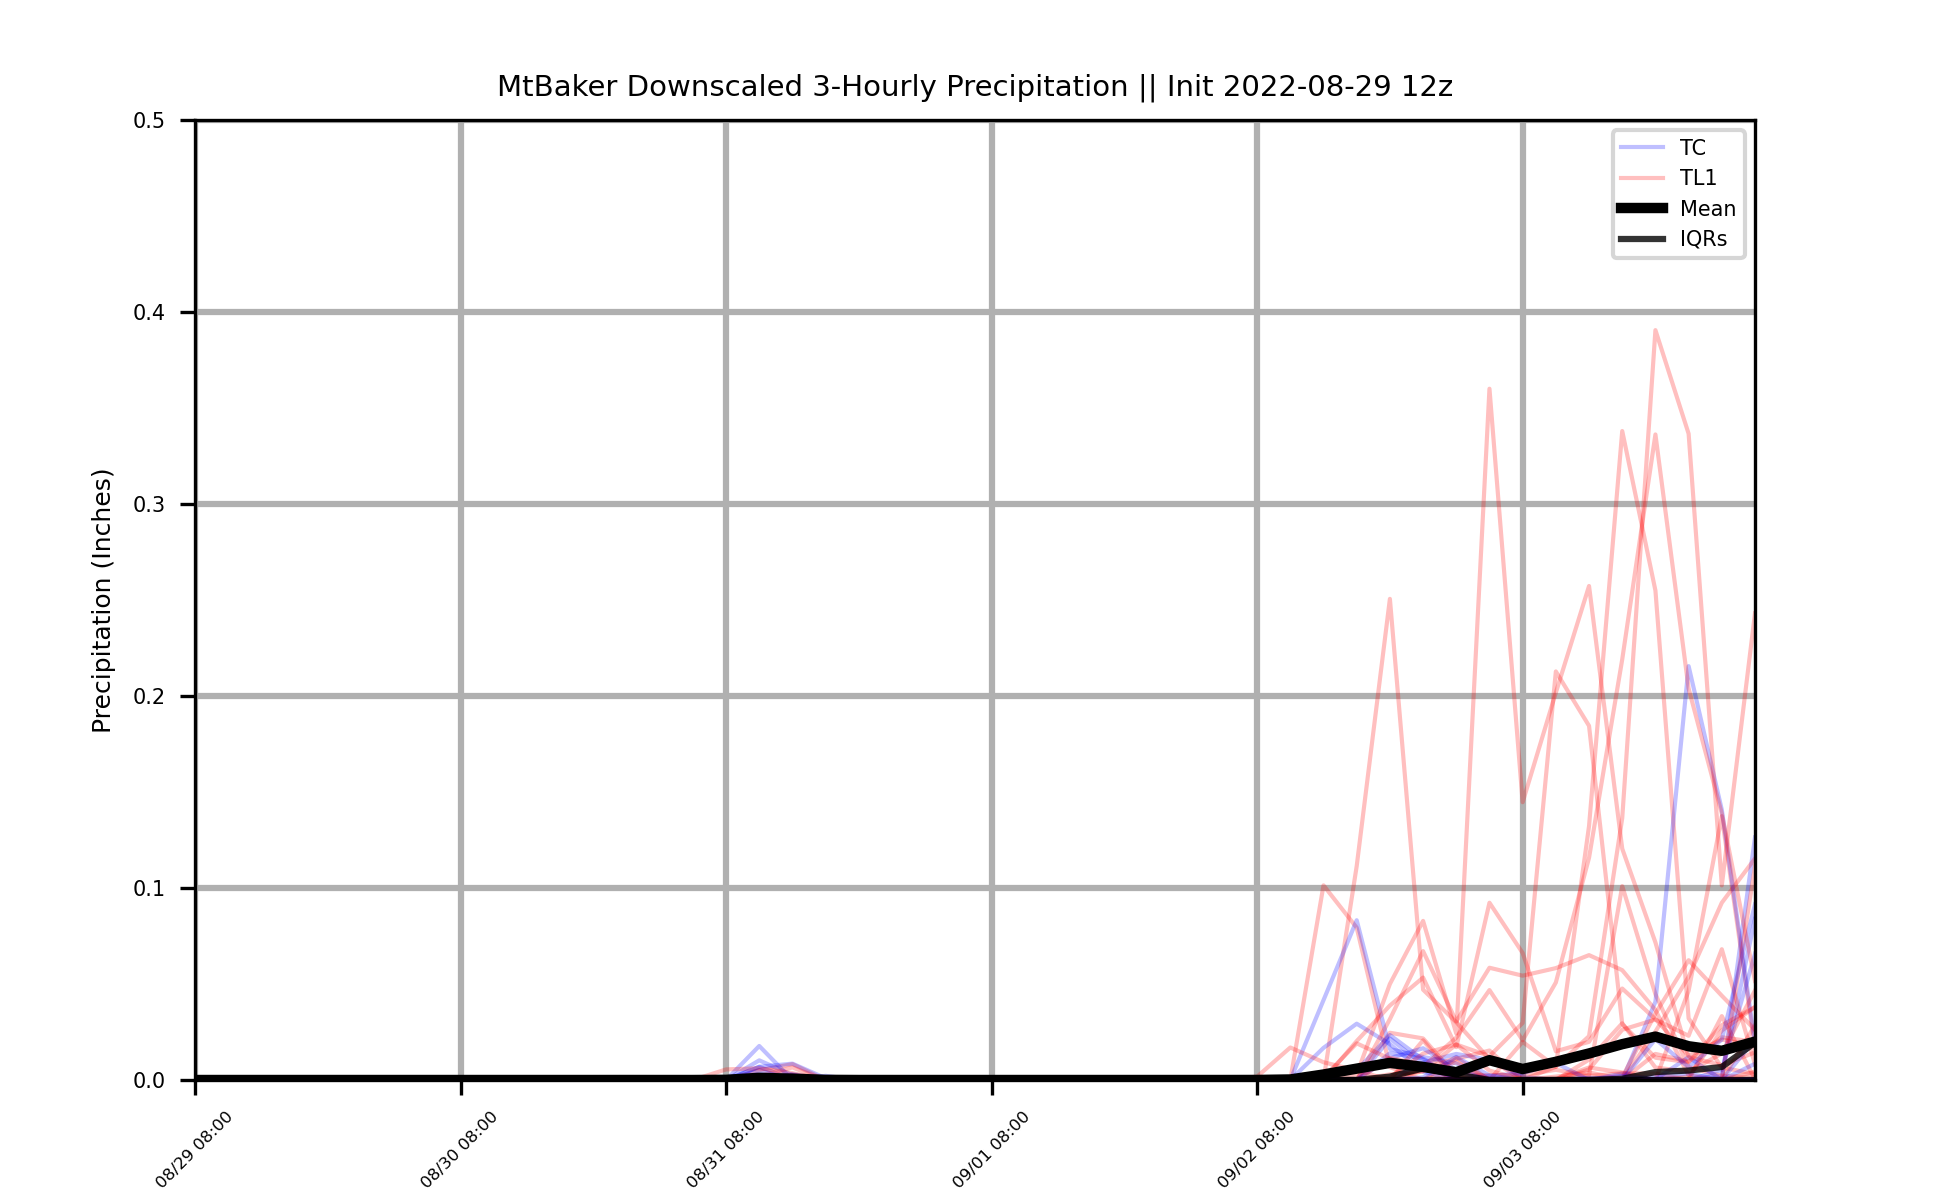 MtBaker Downscaled 3-Hourly Precipitation || Init 2022-08-29 12z
TC
TL1
Mean
IQRs
Precipitation (Inches)
0.5
0.4
0.3
0.2
0.1
0.0
08/29 08:00
08/30 08:00
08/31 08:00
09/01 08:00
09/02 08:00
09/03 08:00